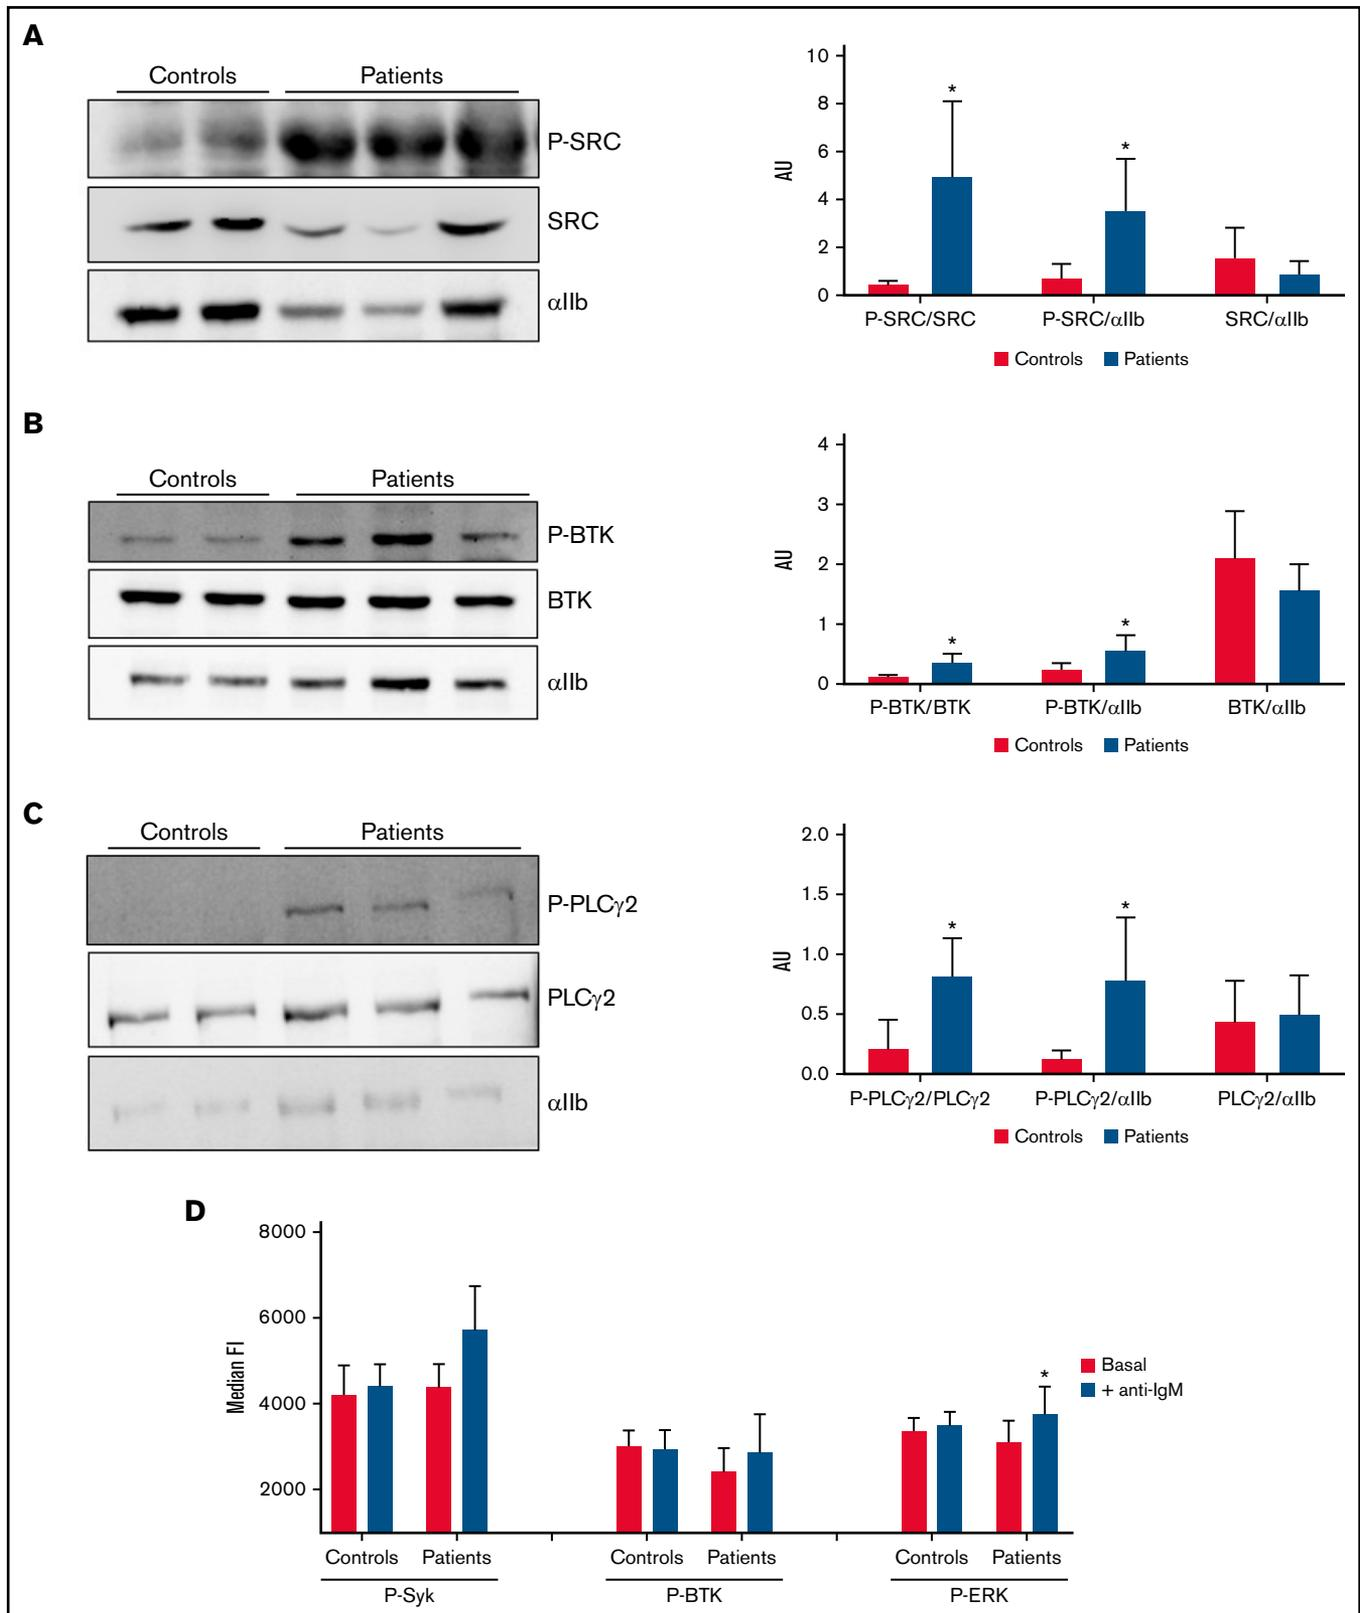 A
Controls Patients
P-SRC
SRC
αIIb
10
8
6
4
2
0
AU
*
*
P-SRC/SRC P-SRC/αIIb SRC/αIIb
Controls Patients
B
Controls Patients
P-BTK
BTK
αIIb
4
3
2
1
0
AU
*
*
P-BTK/BTK P-BTK/αIIb BTK/αIIb
Controls Patients
C
Controls Patients
P-PLCγ2
PLCγ2
αIIb
2.0
1.5
1.0
0.5
0.0
AU
*
*
P-PLCγ2/PLCγ2 P-PLCγ2/αIIb PLCγ2/αIIb
Controls Patients
D
8000
6000
4000
2000
Median FI
*
Basal
+ anti-IgM
Controls Patients Controls Patients Controls Patients
P-Syk P-BTK P-ERK